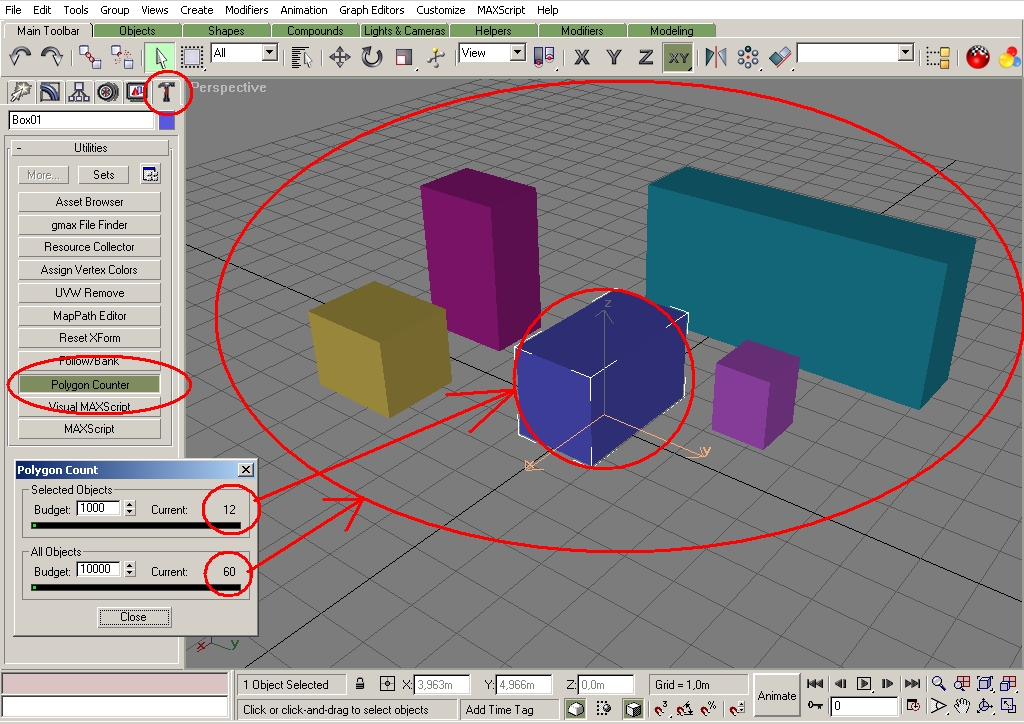 File Edit Tools Group Views Create Modifiers Animation Graph Editors Customize MAXScript Help
Main Toolbar Objects Shapes Compounds Lights & Cameras Helpers Modifiers Modeling
All View X Y Z XY
Perspective
Box01
- Utilities
More... Sets
Asset Browser
gmax File Finder
Resource Collector
Assign Vertex Colors
UVW Remove
MapPath Editor
Reset XForm
Follow/Bank
Polygon Counter
Visual MAXScript
MAXScript
z
x
y
Polygon Count
Selected Objects
Budget: 1000 Current: 12
All Objects
Budget: 10000 Current: 60
Close
x y
1 Object Selected X: 3,963m Y: 4,966m Z: 0,0m Grid = 1,0m
Animate
Click or click-and-drag to select objects Add Time Tag 0